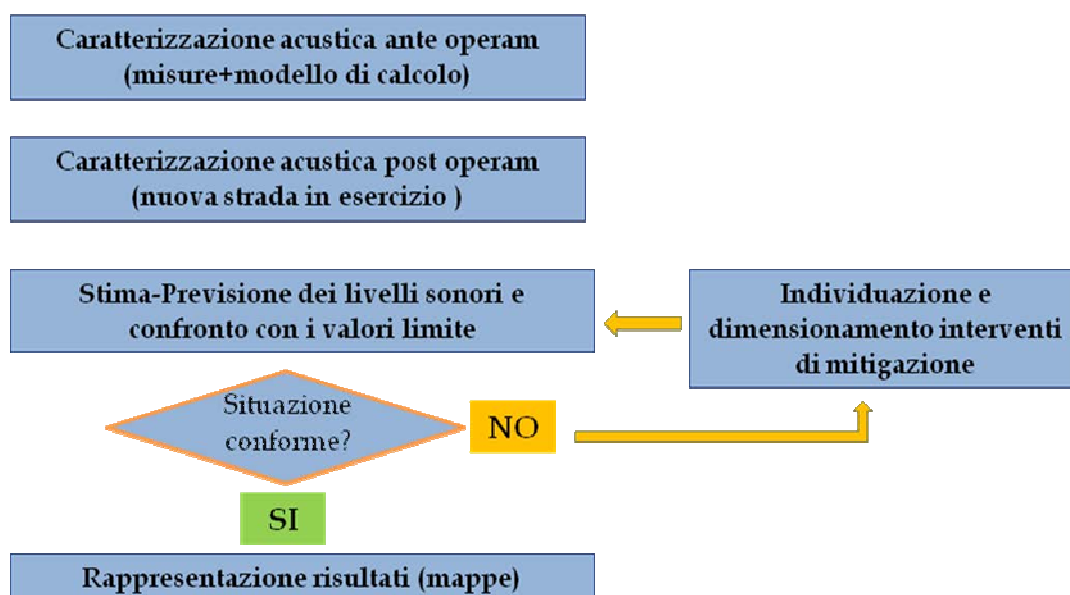 Caratterizzazione acustica ante operam
(misure+modello di calcolo)
Caratterizzazione acustica post operam
(nuova strada in esercizio )
Stima-Previsione dei livelli sonori e
confronto con i valori limite
Individuazione e
dimensionamento interventi
di mitigazione
Situazione
conforme?
NO
SI
Rappresentazione risultati (mappe)